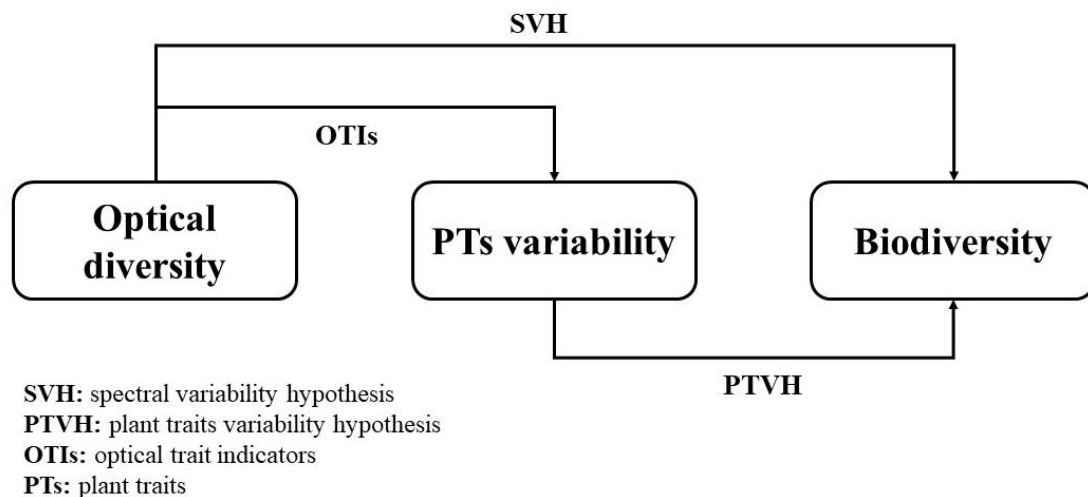 SVH
OTIs
Optical
diversity
PTs variability
Biodiversity
PTVH
SVH: spectral variability hypothesis
PTVH: plant traits variability hypothesis
OTIs: optical trait indicators
PTs: plant traits